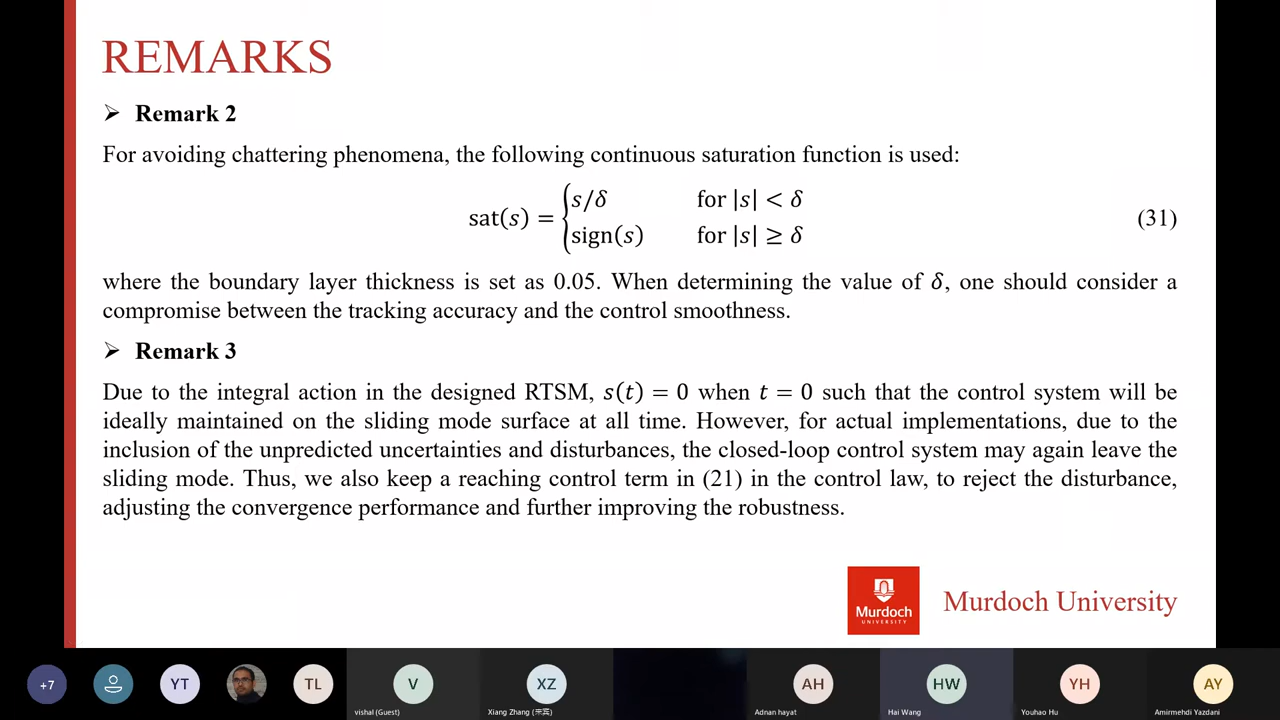 REMARKS
➢ Remark 2
For avoiding chattering phenomena, the following continuous saturation function is used:
sat(s) = { s/δ for |s| < δ
sign(s) for |s| ≥ δ (31)
where the boundary layer thickness is set as 0.05. When determining the value of δ, one should consider a
compromise between the tracking accuracy and the control smoothness.
➢ Remark 3
Due to the integral action in the designed RTSM, s(t) = 0 when t = 0 such that the control system will be
ideally maintained on the sliding mode surface at all time. However, for actual implementations, due to the
inclusion of the unpredicted uncertainties and disturbances, the closed-loop control system may again leave the
sliding mode. Thus, we also keep a reaching control term in (21) in the control law, to reject the disturbance,
adjusting the convergence performance and further improving the robustness.
Murdoch
UNIVERSITY
Murdoch University
+7 YT TL V XZ AH HW YH AY
vishal (Guest) Xiang Zhang (宾) Adnan hayat Hai Wang Youhao Hu Amirmehdi Yazdani